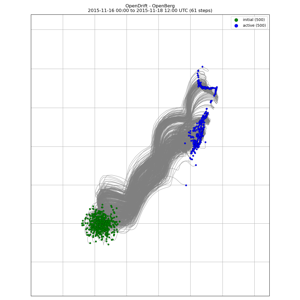 OpenDrift - OpenBerg
2015-11-16 00:00 to 2015-11-18 12:00 UTC (61 steps)
initial (500)
active (500)